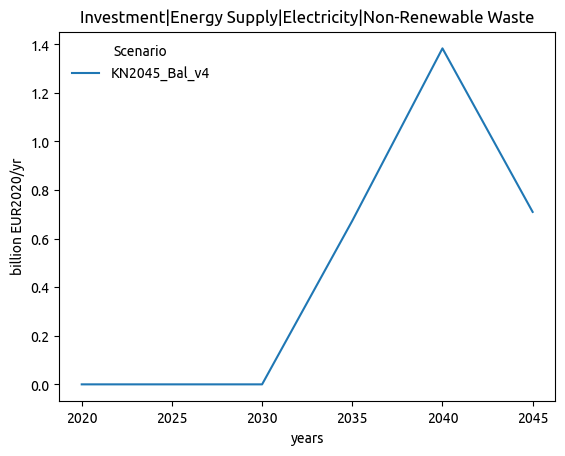 Investment|Energy Supply|Electricity|Non-Renewable Waste
Scenario
KN2045_Bal_v4
billion EUR2020/yr
1.4
1.2
1.0
0.8
0.6
0.4
0.2
0.0
2020 2025 2030 2035 2040 2045
years